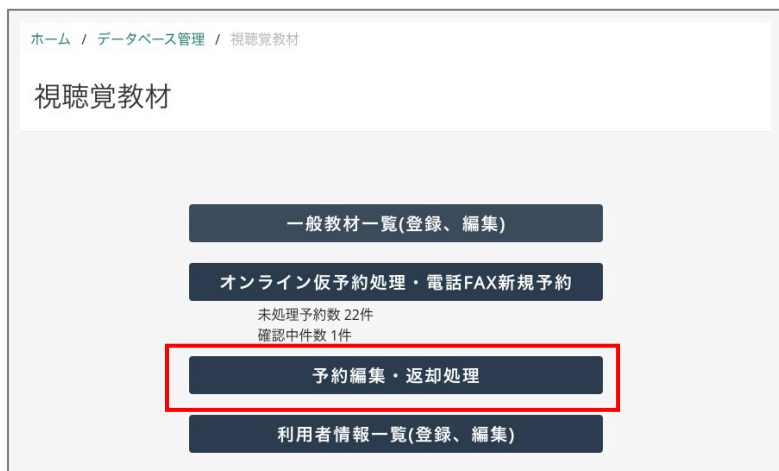 ホーム / データベース管理 / 視聴覚教材
視聴覚教材
一般教材一覧(登録、編集)
オンライン仮予約処理・電話FAX新規予約
未処理予約数 22件
確認中件数 1件
予約編集・返却処理
利用者情報一覧(登録、編集)